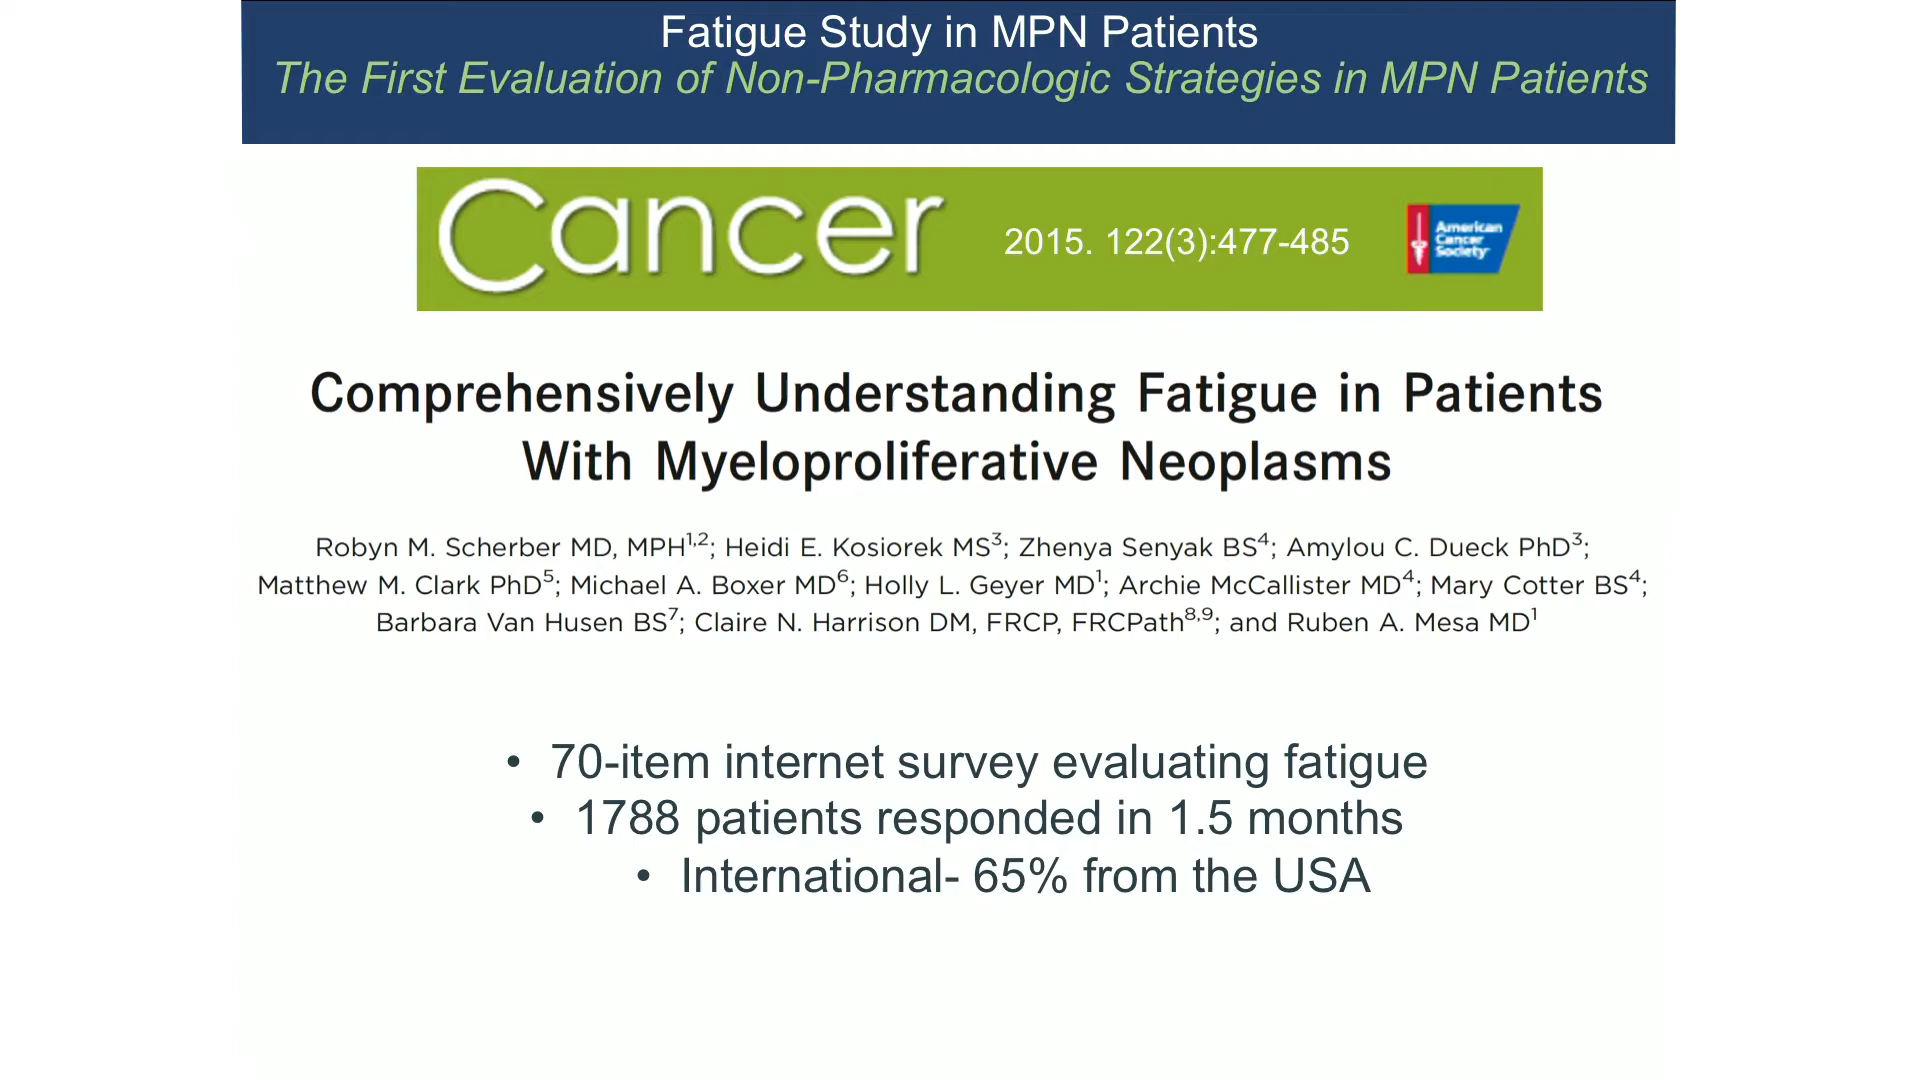 Fatigue Study in MPN Patients
The First Evaluation of Non-Pharmacologic Strategies in MPN Patients
Cancer
2015. 122(3):477-485
American
Cancer
Society
Comprehensively Understanding Fatigue in Patients
With Myeloproliferative Neoplasms
Robyn M. Scherber MD, MPH1,2; Heidi E. Kosiorek MS3; Zhenya Senyak BS4; Amylou C. Dueck PhD3;
Matthew M. Clark PhD5; Michael A. Boxer MD6; Holly L. Geyer MD1; Archie McCallister MD4; Mary Cotter BS4;
Barbara Van Husen BS7; Claire N. Harrison DM, FRCP, FRCPath8,9; and Ruben A. Mesa MD1
• 70-item internet survey evaluating fatigue
• 1788 patients responded in 1.5 months
• International- 65% from the USA